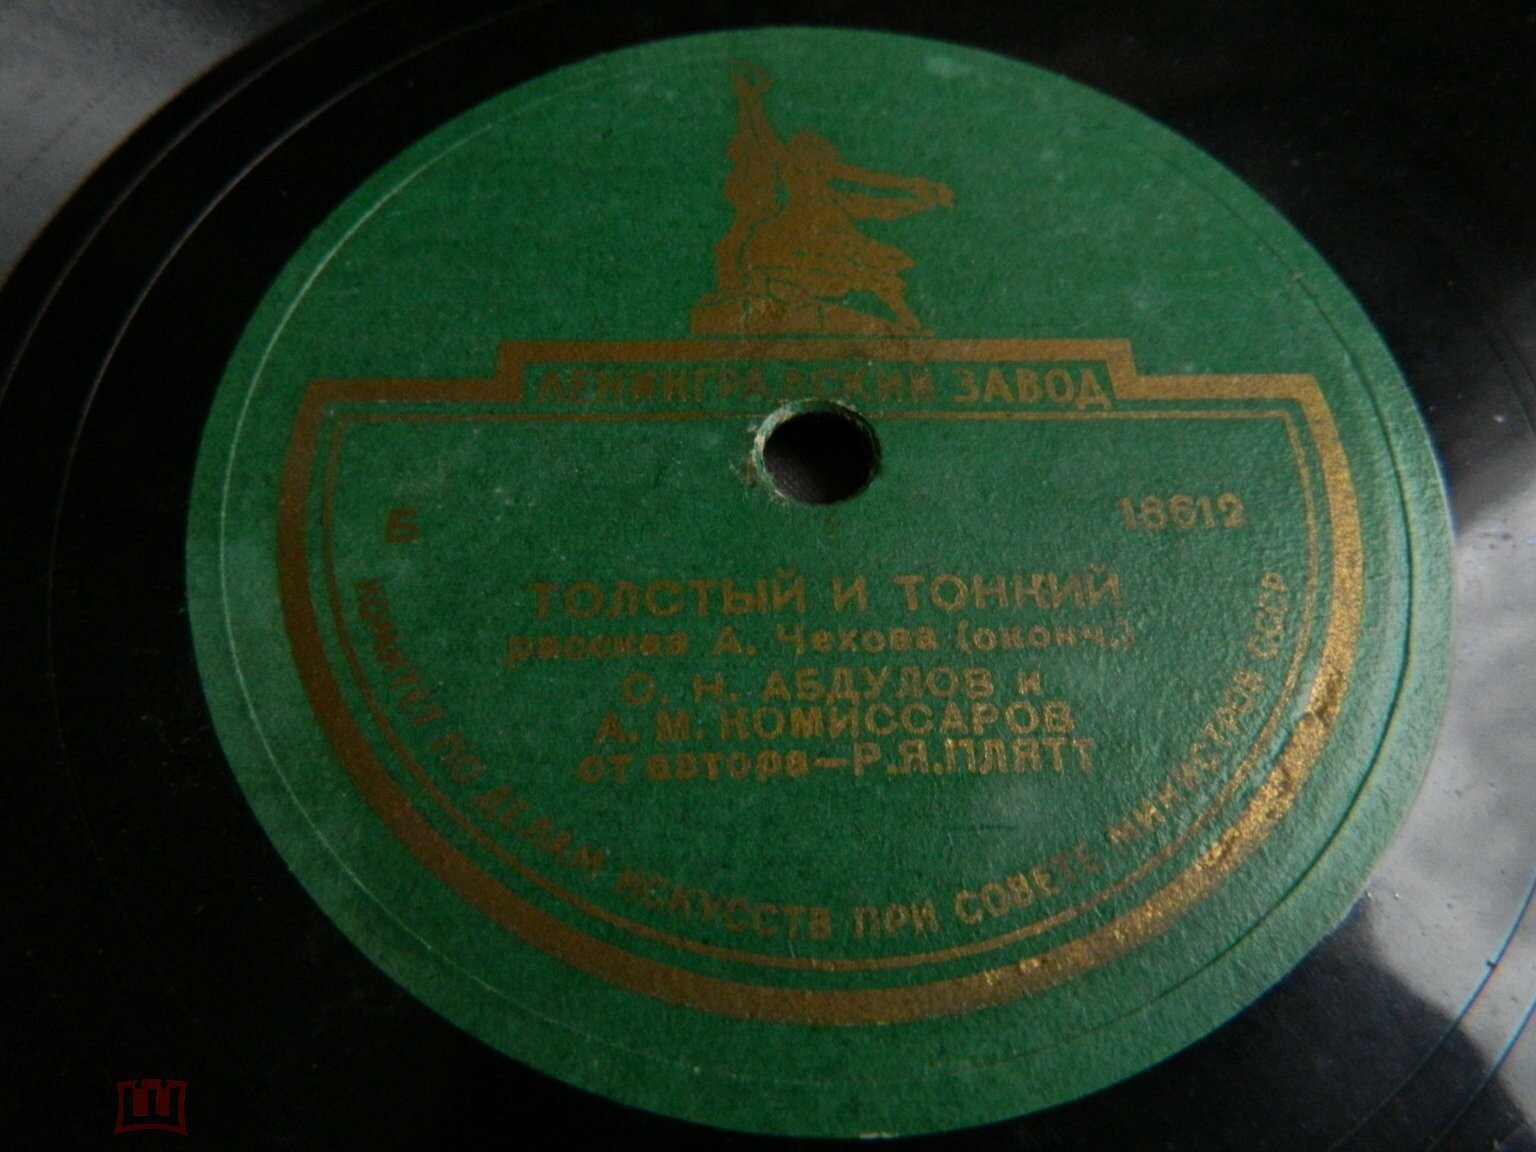 ЛЕНИНГРАДСКИЙ ЗАВОД
Б 16612
ТОЛСТЫЙ И ТОНКИЙ
рассказ А. Чехова (оконч.)
О. Н. АБДУЛОВ и
А. М. КОМИССАРОВ
от автора—Р.Я.ПЛЯТТ
КОМИТЕТ ПО ДЕЛАМ ИСКУССТВ ПРИ СОВЕТЕ МИНИСТРОВ СССР